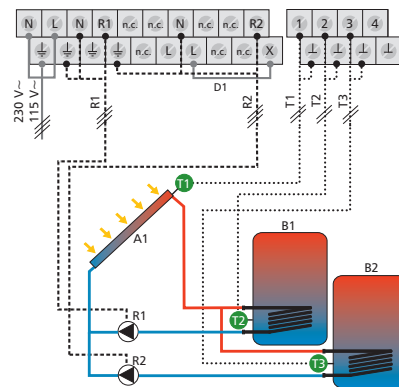 N L N R1 n.c. n.c. N n.c. n.c. R2 1 2 3 4
n.c. n.c. L L n.c. n.c. X
D1
230 V~
115 V~
R1
R2
T1
T2
T3
T1
A1
B1
B2
T2
R1
T3
R2